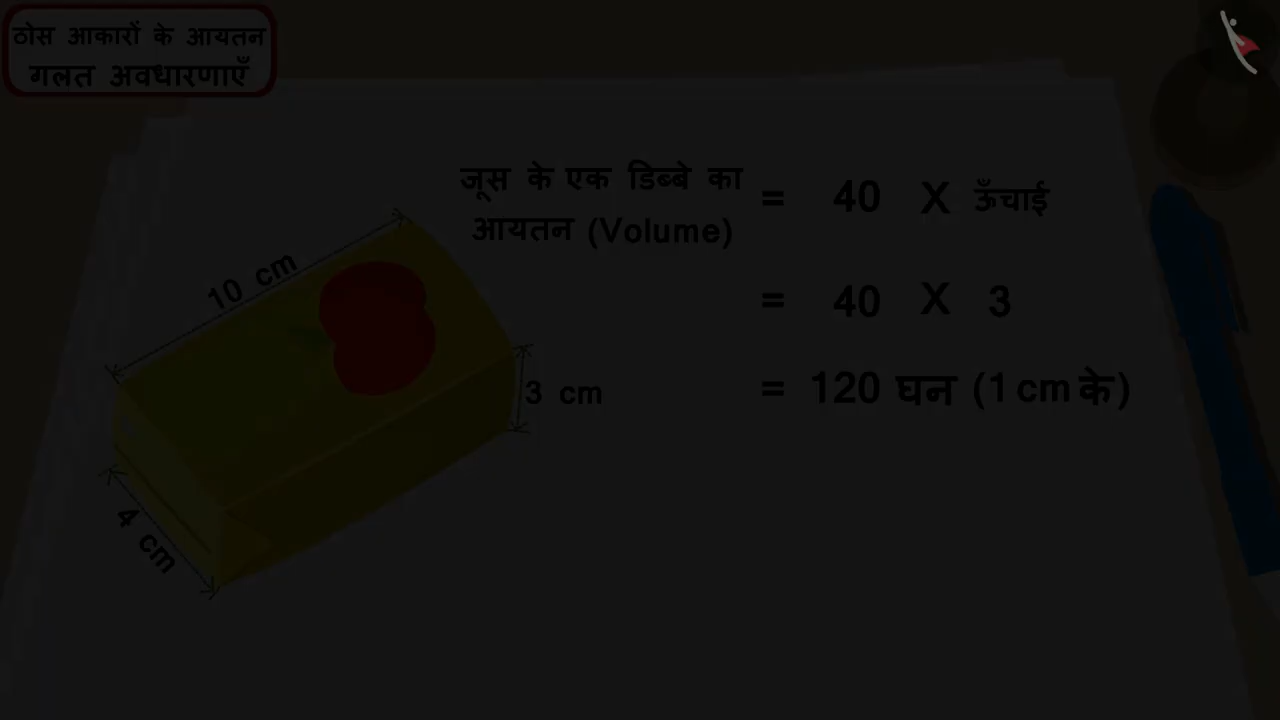 ठोस आकारों के आयतन
गलत अवधारणाएँ
जूस के एक डिब्बे का
आयतन (Volume)
= 40 X ऊँचाई
= 40 X 3
= 120 घन (1 cm के)
10 cm
3 cm
4 cm